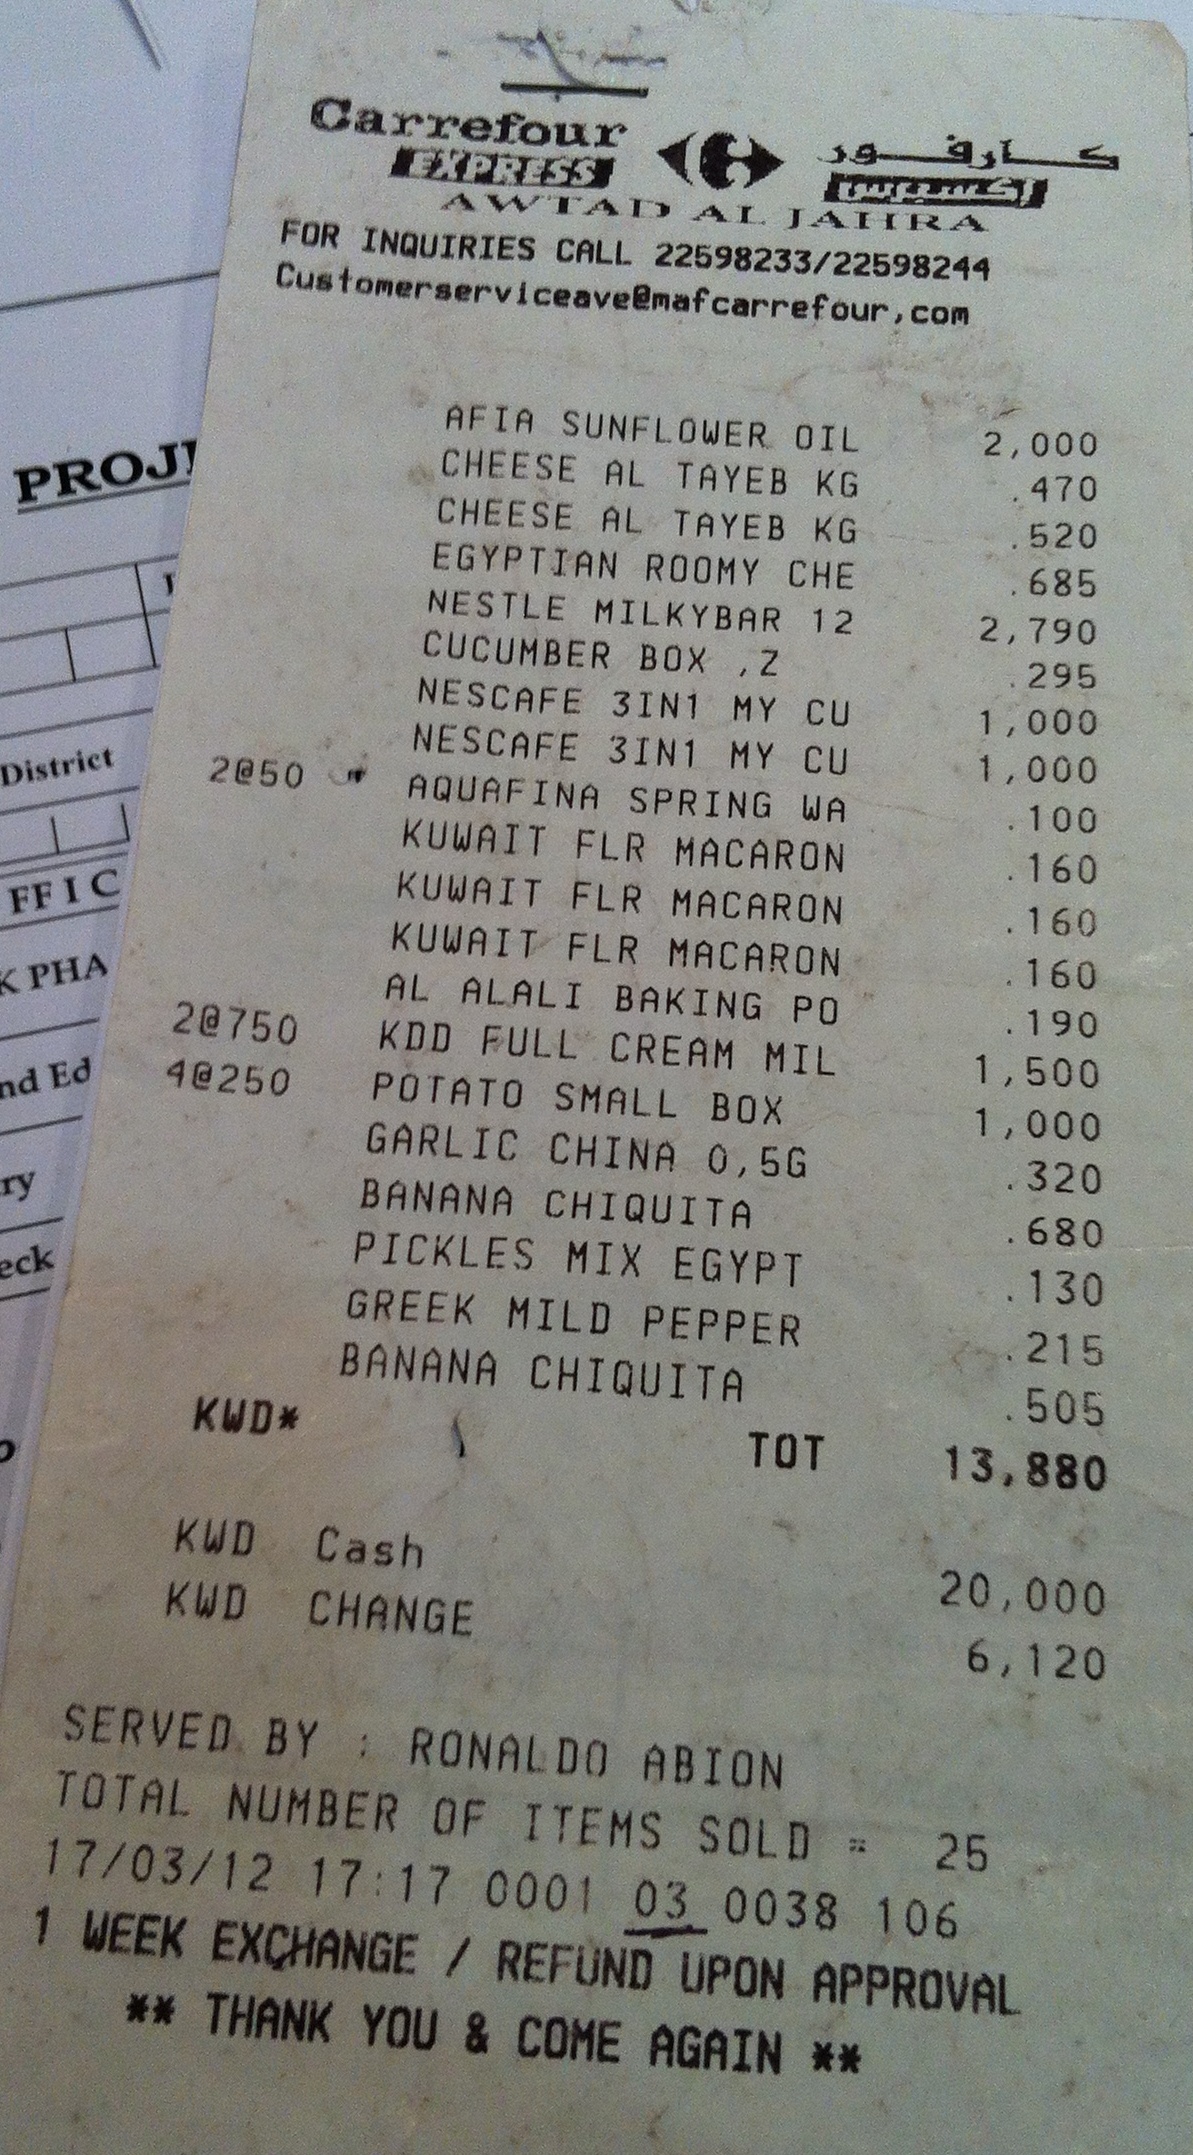 Carrefour كارفور
EXPRESS اكسبريس
AWTAD AL JAHRA
FOR INQUIRIES CALL 22598233/22598244
Customerserviceave@mafcarrefour,com
AFIA SUNFLOWER OIL 2,000
CHEESE AL TAYEB KG .470
CHEESE AL TAYEB KG .520
EGYPTIAN ROOMY CHE .685
NESTLE MILKYBAR 12 2,790
CUCUMBER BOX ,Z .295
NESCAFE 3IN1 MY CU 1,000
NESCAFE 3IN1 MY CU 1,000
2@50 AQUAFINA SPRING WA .100
KUWAIT FLR MACARON .160
KUWAIT FLR MACARON .160
KUWAIT FLR MACARON .160
AL ALALI BAKING PO .190
2@750 KDD FULL CREAM MIL 1,500
4@250 POTATO SMALL BOX 1,000
GARLIC CHINA 0,5G .320
BANANA CHIQUITA .680
PICKLES MIX EGYPT .130
GREEK MILD PEPPER .215
BANANA CHIQUITA .505
KWD* TOT 13,880
KWD Cash 20,000
KWD CHANGE 6,120
SERVED BY : RONALDO ABION
TOTAL NUMBER OF ITEMS SOLD = 25
17/03/12 17:17 0001 03 0038 106
1 WEEK EXCHANGE / REFUND UPON APPROVAL
** THANK YOU & COME AGAIN **
District
FF I C
K PHA
nd Ed
ry
eck